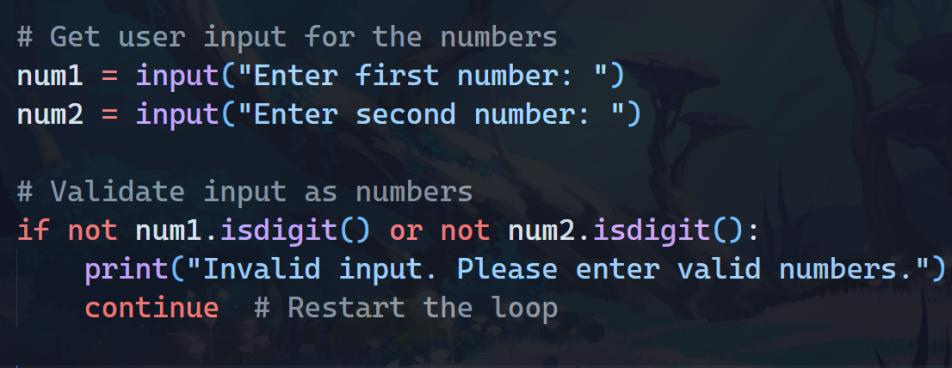 # Get user input for the numbers
num1 = input("Enter first number: ")
num2 = input("Enter second number: ")
# Validate input as numbers
if not num1.isdigit() or not num2.isdigit():
    print("Invalid input. Please enter valid numbers.")
    continue  # Restart the loop